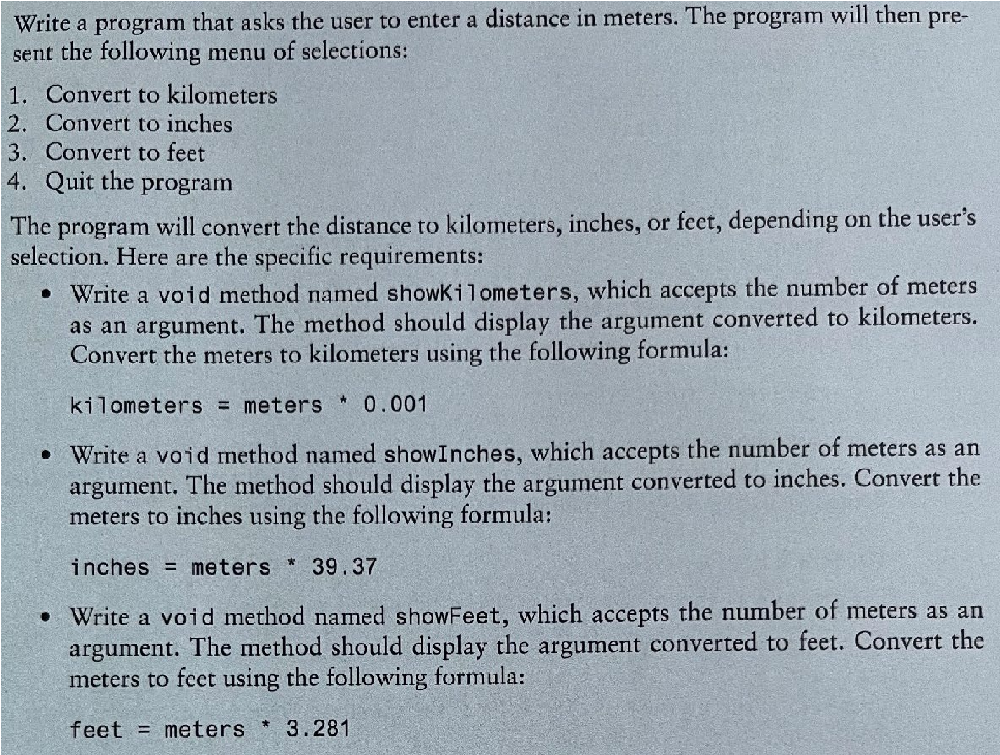 Write a program that asks the user to enter a distance in meters. The program will then pre-
sent the following menu of selections:
1. Convert to kilometers
2. Convert to inches
3. Convert to feet
4. Quit the program
The program will convert the distance to kilometers, inches, or feet, depending on the user's
selection. Here are the specific requirements:
• Write a void method named showKilometers, which accepts the number of meters
as an argument. The method should display the argument converted to kilometers.
Convert the meters to kilometers using the following formula:
kilometers = meters * 0.001
• Write a void method named showInches, which accepts the number of meters as an
argument. The method should display the argument converted to inches. Convert the
meters to inches using the following formula:
inches = meters * 39.37
• Write a void method named showFeet, which accepts the number of meters as an
argument. The method should display the argument converted to feet. Convert the
meters to feet using the following formula:
feet = meters * 3.281